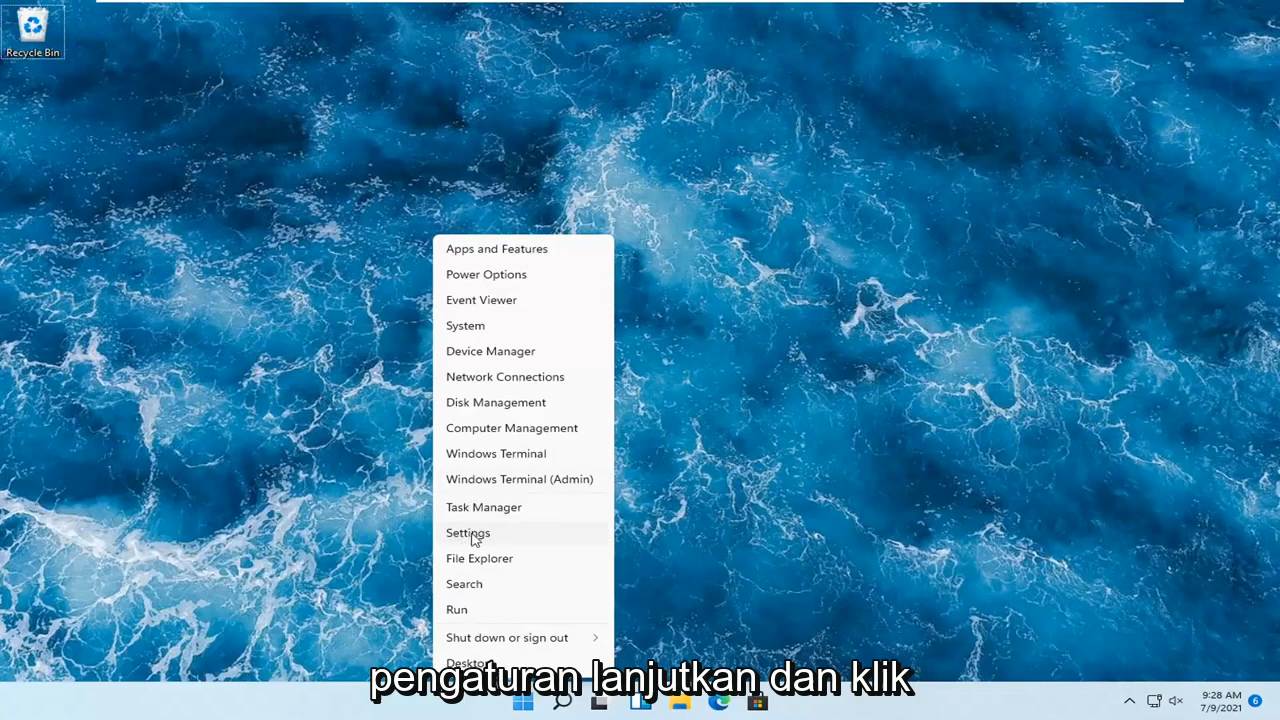 Recycle Bin
Apps and Features
Power Options
Event Viewer
System
Device Manager
Network Connections
Disk Management
Computer Management
Windows Terminal
Windows Terminal (Admin)
Task Manager
Settings
File Explorer
Search
Run
Shut down or sign out
Desktop
pengaturan lanjutkan dan klik
9:28 AM
7/9/2021
6